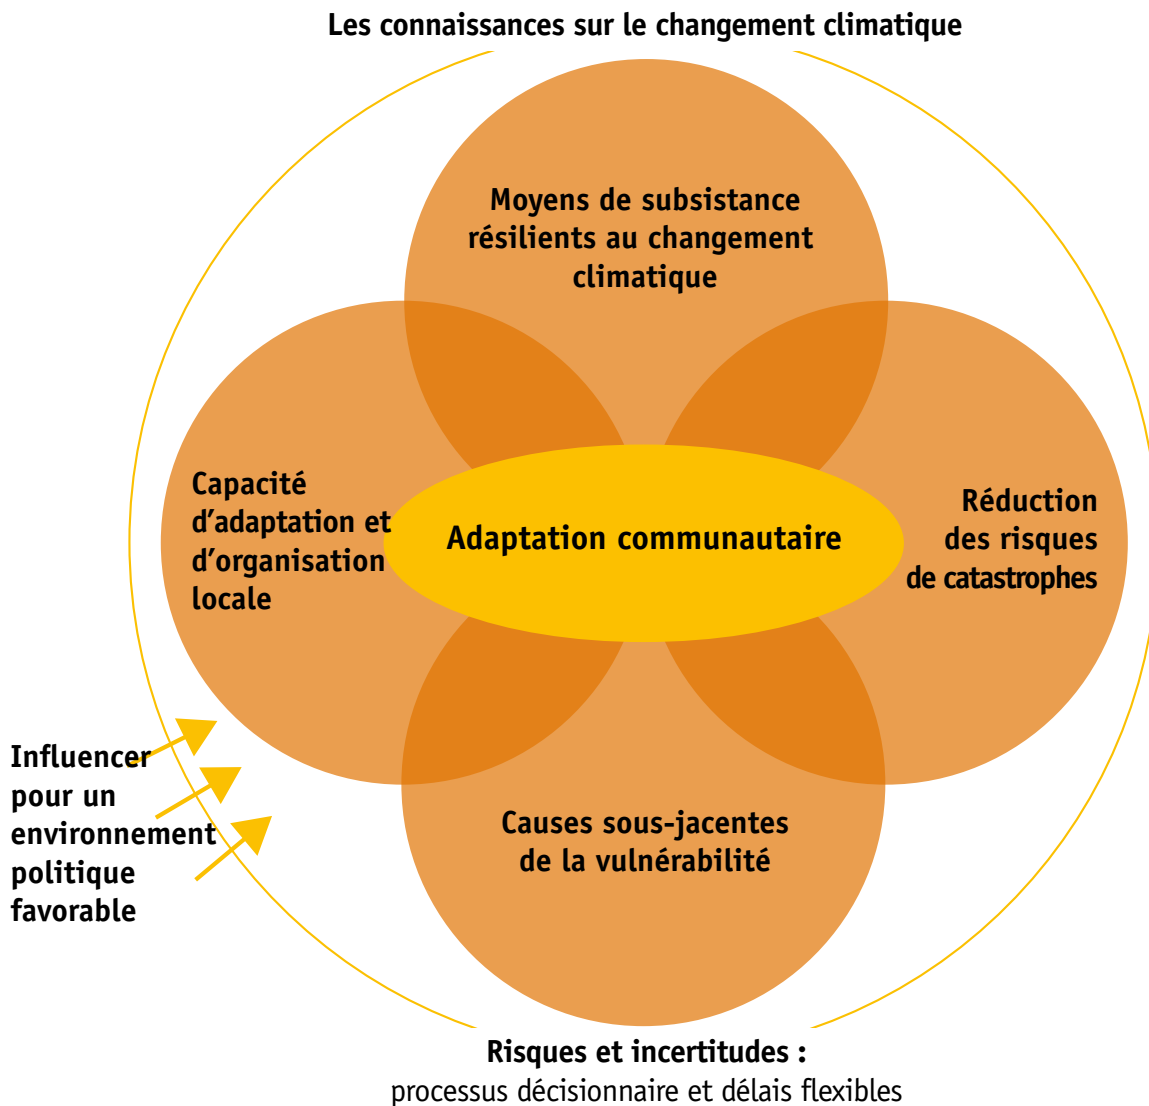 Les connaissances sur le changement climatique
Moyens de subsistance
résilients au changement
climatique
Capacité
d'adaptation et
d'organisation
locale
Adaptation communautaire
Réduction
des risques
de catastrophes
Influencer
pour un
environnement
politique
favorable
Causes sous-jacentes
de la vulnérabilité
Risques et incertitudes :
processus décisionnaire et délais flexibles